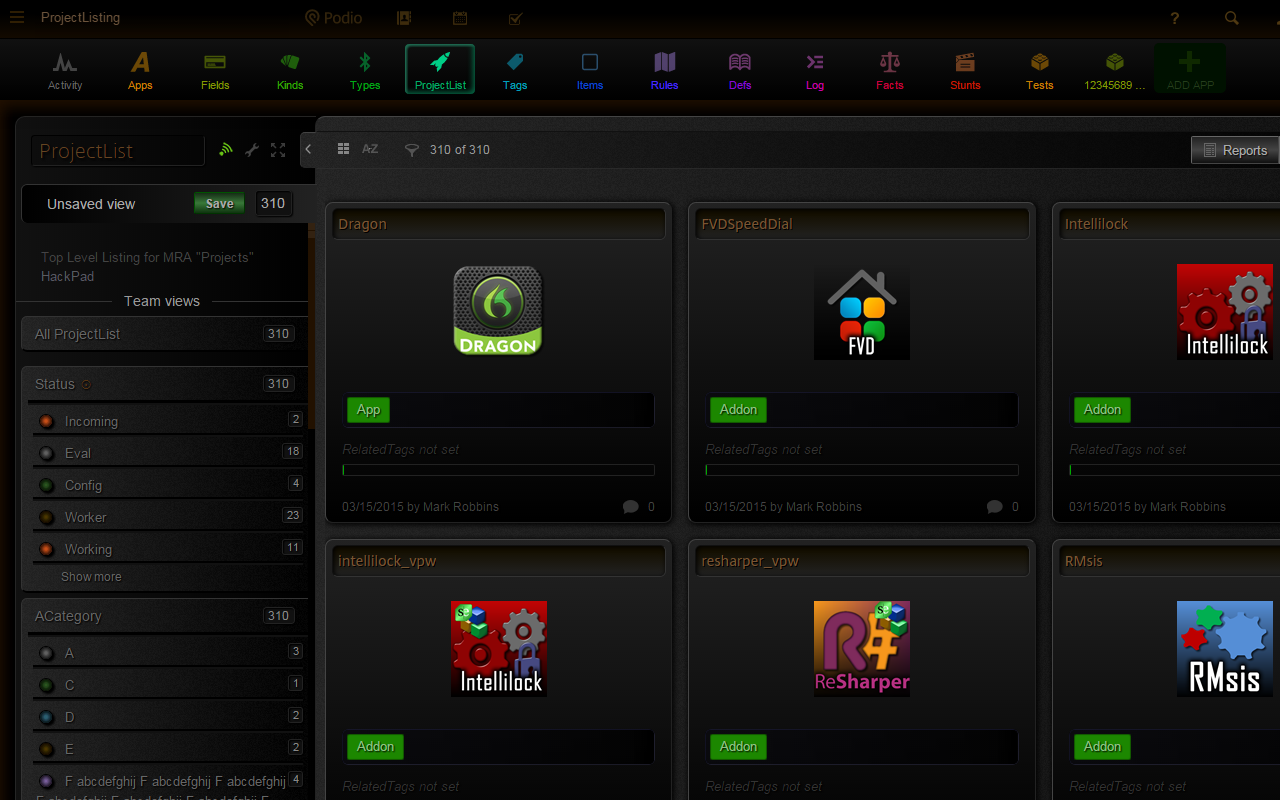 ProjectListing
Podio
?
Activity
Apps
Fields
Kinds
Types
ProjectList
Tags
Items
Rules
Defs
Log
Facts
Stunts
Tests
12345689 ...
ADD APP
ProjectList
A-Z
310 of 310
Reports
Unsaved view
Save
310
Top Level Listing for MRA "Projects"
HackPad
Team views
All ProjectList 310
Status 310
Incoming 2
Eval 18
Config 4
Worker 23
Working 11
Show more
ACategory 310
A 3
C 1
D 2
E 2
F abcdefghij F abcdefghij F abcdefghij 4
F abcdefghij F abcdefghij F
Dragon
DRAGON
App
RelatedTags not set
03/15/2015 by Mark Robbins 0
FVDSpeedDial
FVD
Addon
RelatedTags not set
03/15/2015 by Mark Robbins 0
Intellilock
Intellilock
Addon
RelatedTags not set
03/15/2015 by Mark Robbins
intellilock_vpw
Se
Intellilock
Addon
RelatedTags not set
resharper_vpw
Se
R#
ReSharper
Addon
RelatedTags not set
RMsis
RMsis
Addon
RelatedTags not set